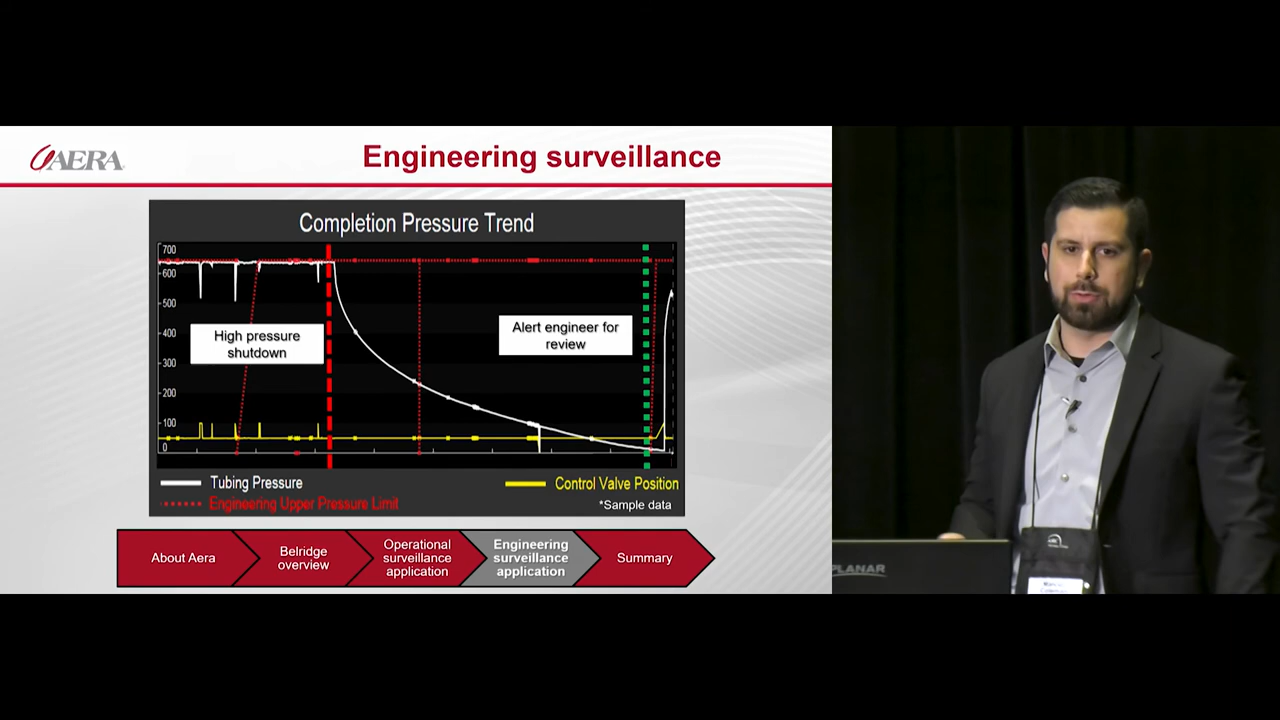 AERA
Engineering surveillance
Completion Pressure Trend
700
600
500
400
300
200
100
0
High pressure
shutdown
Alert engineer for
review
Tubing Pressure
Control Valve Position
Engineering Upper Pressure Limit
*Sample data
About Aera
Belridge
overview
Operational
surveillance
application
Engineering
surveillance
application
Summary
PLANAR